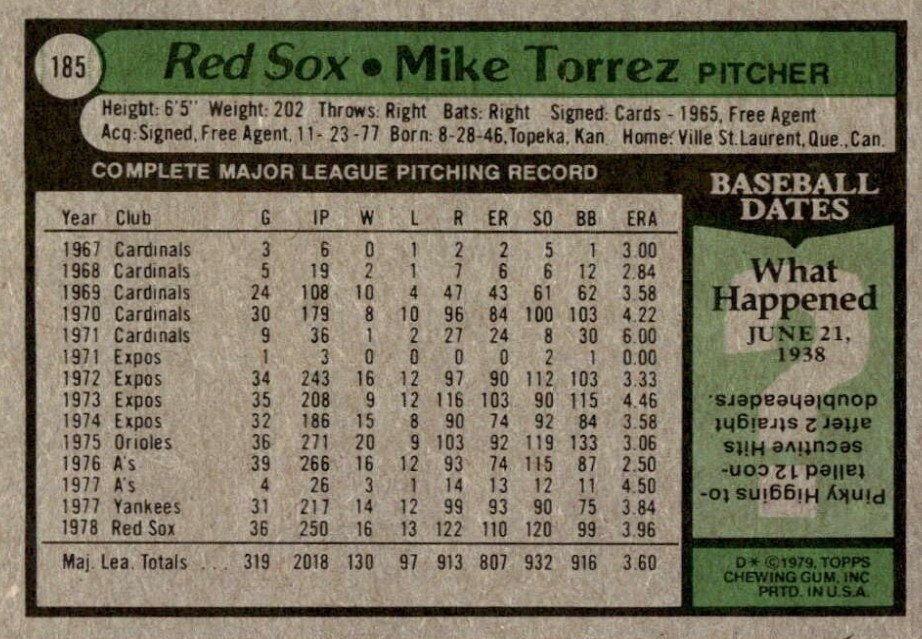 185
Red Sox • Mike Torrez PITCHER
Height: 6'5" Weight: 202 Throws: Right Bats: Right Signed: Cards - 1965, Free Agent
Acq: Signed, Free Agent, 11-23-77 Born: 8-28-46, Topeka, Kan. Home: Ville St. Laurent, Que., Can.
COMPLETE MAJOR LEAGUE PITCHING RECORD
Year Club G IP W L R ER SO BB ERA
1967 Cardinals 3 6 0 1 2 2 5 1 3.00
1968 Cardinals 5 19 2 1 7 6 6 12 2.84
1969 Cardinals 24 108 10 4 47 43 61 62 3.58
1970 Cardinals 30 179 8 10 96 84 100 103 4.22
1971 Cardinals 9 36 1 2 27 24 8 30 6.00
1971 Expos 1 3 0 0 0 0 2 1 0.00
1972 Expos 34 243 16 12 97 90 112 103 3.33
1973 Expos 35 208 9 12 116 103 90 115 4.46
1974 Expos 32 186 15 8 90 74 92 84 3.58
1975 Orioles 36 271 20 9 103 92 119 133 3.06
1976 A's 39 266 16 12 93 74 115 87 2.50
1977 A's 4 26 3 1 14 13 12 11 4.50
1977 Yankees 31 217 14 12 99 93 90 75 3.84
1978 Red Sox 36 250 16 13 122 110 120 99 3.96
Maj. Lea. Totals ... 319 2018 130 97 913 807 932 916 3.60
BASEBALL
DATES
?
What
Happened
JUNE 21,
1938
Pinky Higgins to-
talled 12 con-
secutive Hits
after 2 straight
doubleheaders.
D* ©1979, TOPPS
CHEWING GUM, INC
PRTD. IN U.S.A.